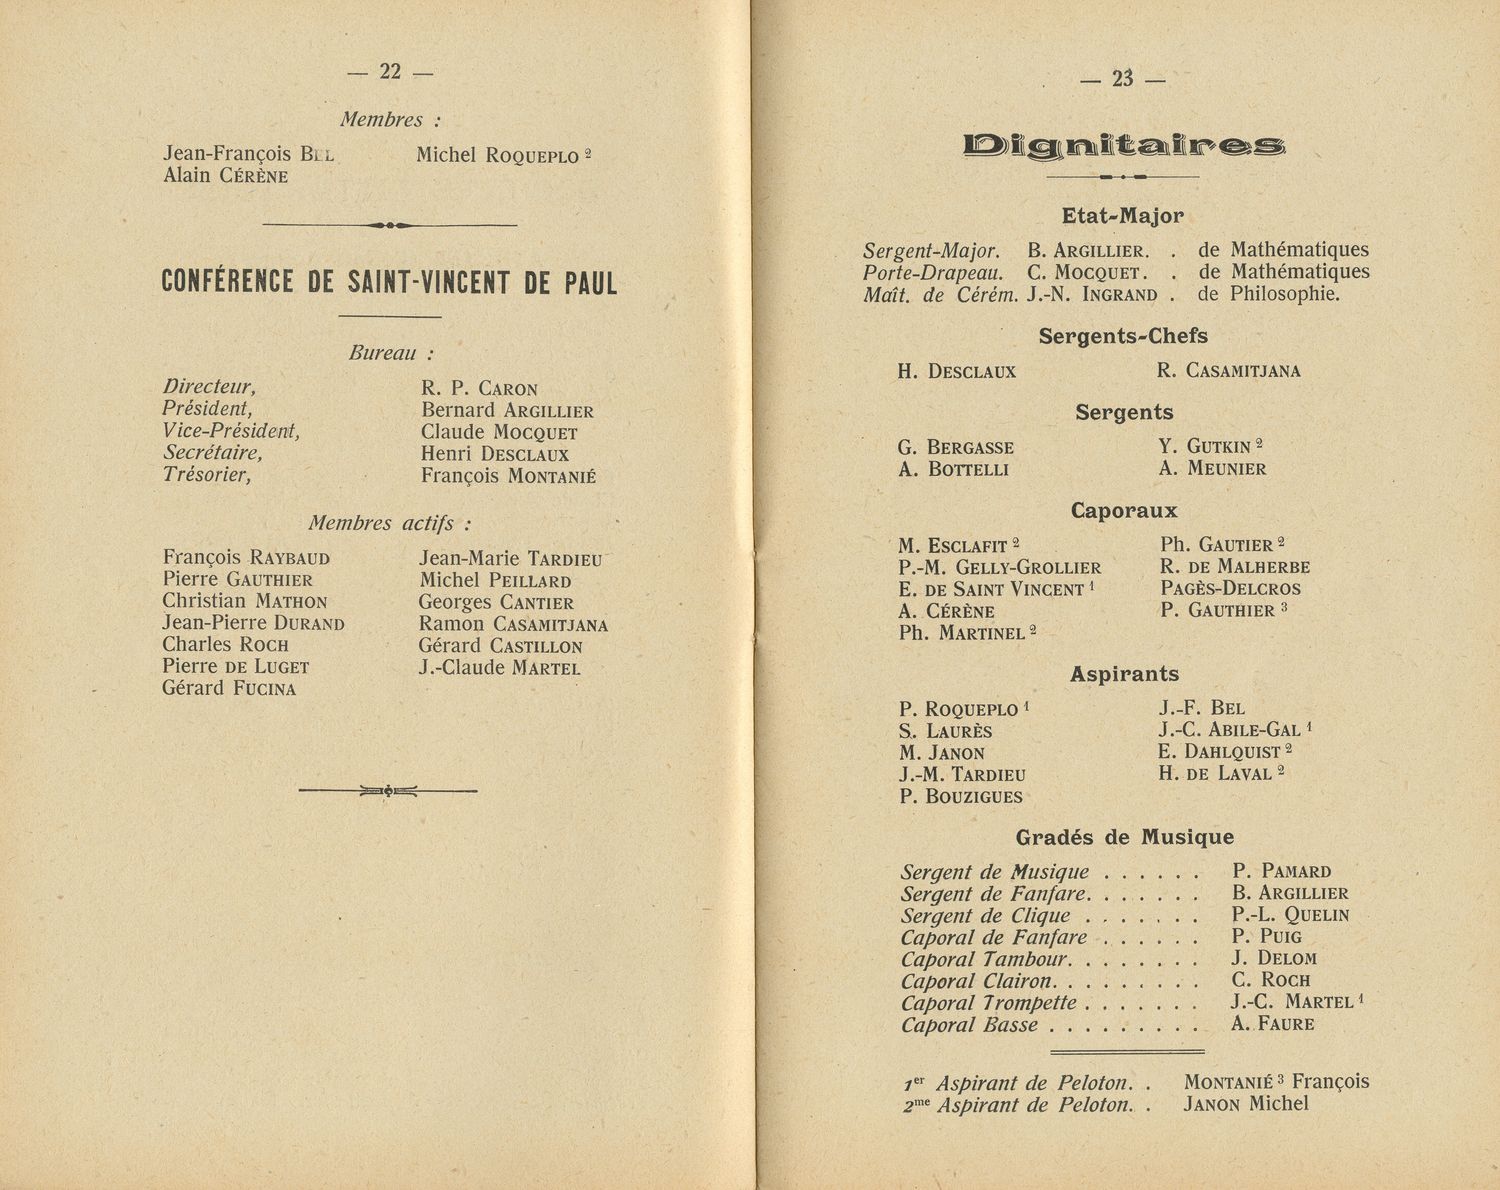 — 22 —
Membres :
Jean-François BEL Michel ROQUEPLO 2
Alain CÉRÈNE
CONFÉRENCE DE SAINT-VINCENT DE PAUL
Bureau :
Directeur, R. P. CARON
Président, Bernard ARGILLIER
Vice-Président, Claude MOCQUET
Secrétaire, Henri DESCLAUX
Trésorier, François MONTANIÉ
Membres actifs :
François RAYBAUD Jean-Marie TARDIEU
Pierre GAUTHIER Michel PEILLARD
Christian MATHON Georges CANTIER
Jean-Pierre DURAND Ramon CASAMITJANA
Charles ROCH Gérard CASTILLON
Pierre DE LUGET J.-Claude MARTEL
Gérard FUCINA
— 23 —
Dignitaires
Etat-Major
Sergent-Major. B. ARGILLIER. . de Mathématiques
Porte-Drapeau. C. MOCQUET. . de Mathématiques
Maît. de Cérém. J.-N. INGRAND . de Philosophie.
Sergents-Chefs
H. DESCLAUX R. CASAMITJANA
Sergents
G. BERGASSE Y. GUTKIN 2
A. BOTTELLI A. MEUNIER
Caporaux
M. ESCLAFIT 2 Ph. GAUTIER 2
P.-M. GELLY-GROLLIER R. DE MALHERBE
E. DE SAINT VINCENT 1 PAGÈS-DELCROS
A. CÉRÈNE P. GAUTHIER 3
Ph. MARTINEL 2
Aspirants
P. ROQUEPLO 1 J.-F. BEL
S. LAURÈS J.-C. ABILE-GAL 1
M. JANON E. DAHLQUIST 2
J.-M. TARDIEU H. DE LAVAL 2
P. BOUZIGUES
Gradés de Musique
Sergent de Musique . . . . . . P. PAMARD
Sergent de Fanfare. . . . . . . B. ARGILLIER
Sergent de Clique . . . . . . . P.-L. QUELIN
Caporal de Fanfare . . . . . . P. PUIG
Caporal Tambour. . . . . . . . J. DELOM
Caporal Clairon. . . . . . . . . C. ROCH
Caporal Trompette . . . . . . . J.-C. MARTEL 1
Caporal Basse . . . . . . . . . A. FAURE
1er Aspirant de Peloton. . MONTANIÉ 3 François
2me Aspirant de Peloton. . JANON Michel